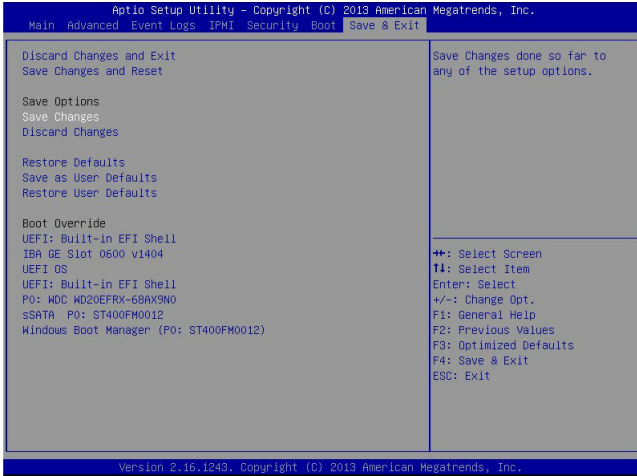 Aptio Setup Utility – Copyright (C) 2013 American Megatrends, Inc.
Main Advanced Event Logs IPMI Security Boot Save & Exit
Discard Changes and Exit
Save Changes and Reset
Save Options
Save Changes
Discard Changes
Restore Defaults
Save as User Defaults
Restore User Defaults
Boot Override
UEFI: Built-in EFI Shell
IBA GE Slot 0600 v1404
UEFI OS
UEFI: Built-in EFI Shell
P0: WDC WD20EFRX-68AX9N0
sSATA P0: ST400FM0012
Windows Boot Manager (P0: ST400FM0012)
Save Changes done so far to
any of the setup options.
→←: Select Screen
↑↓: Select Item
Enter: Select
+/-: Change Opt.
F1: General Help
F2: Previous Values
F3: Optimized Defaults
F4: Save & Exit
ESC: Exit
Version 2.16.1243. Copyright (C) 2013 American Megatrends, Inc.